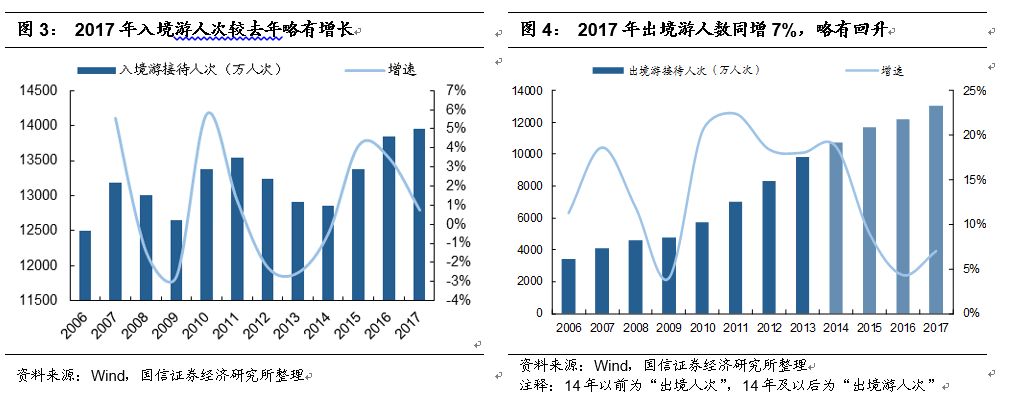 图 3： 2017 年入境游人次较去年略有增长
入境游接待人次（万人次） 增速
14500 7%
14000 6%
5%
13500 4%
3%
13000 2%
1%
12500 0%
-1%
12000 -2%
-3%
11500 -4%
2006 2007 2008 2009 2010 2011 2012 2013 2014 2015 2016 2017
资料来源：Wind，国信证券经济研究所整理
图 4： 2017 年出境游人数同增 7%，略有回升
出境游接待人次（万人次） 增速
14000 25%
12000 20%
10000
8000 15%
6000 10%
4000
2000 5%
0 0%
2006 2007 2008 2009 2010 2011 2012 2013 2014 2015 2016 2017
资料来源：Wind，国信证券经济研究所整理
注释：14 年以前为“出境人次”，14 年及以后为“出境游人次”